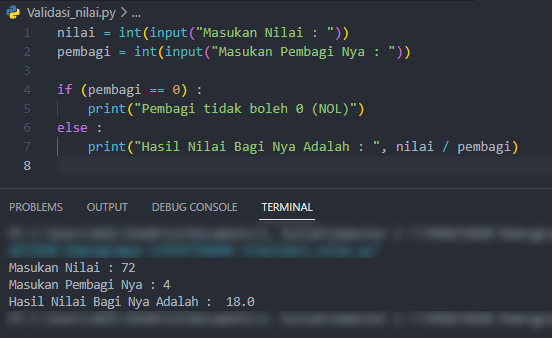 Validasi_nilai.py > ...
1 nilai = int(input("Masukan Nilai : "))
2 pembagi = int(input("Masukan Pembagi Nya : "))
3
4 if (pembagi == 0) :
5     print("Pembagi tidak boleh 0 (NOL)")
6 else :
7     print("Hasil Nilai Bagi Nya Adalah : ", nilai / pembagi)
8
PROBLEMS OUTPUT DEBUG CONSOLE TERMINAL
Masukan Nilai : 72
Masukan Pembagi Nya : 4
Hasil Nilai Bagi Nya Adalah :  18.0